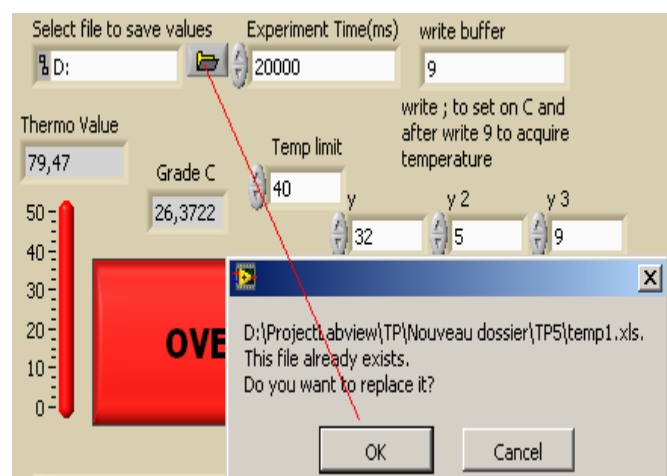 Select file to save values
Experiment Time(ms)
write buffer
D:
20000
9
write ; to set on C and
after write 9 to acquire
temperature
Thermo Value
79,47
Grade C
26,3722
Temp limit
40
y
y 2
y 3
32
5
9
50
40
30
20
10
0
OVE
D:\ProjectLabview\TP\Nouveau dossier\TP5\temp1.xls.
This file already exists.
Do you want to replace it?
OK
Cancel